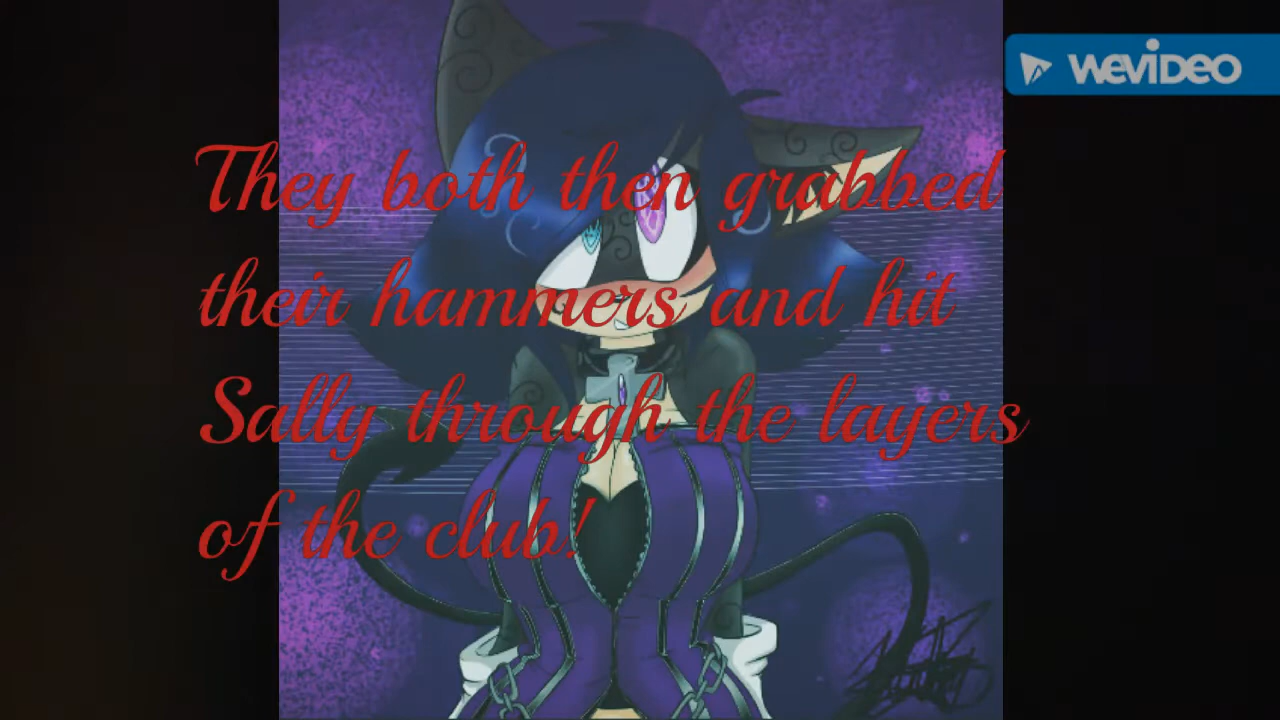 WEVIDEO
They both then grabbed
their hammers and hit
Sally through the layers
of the club!